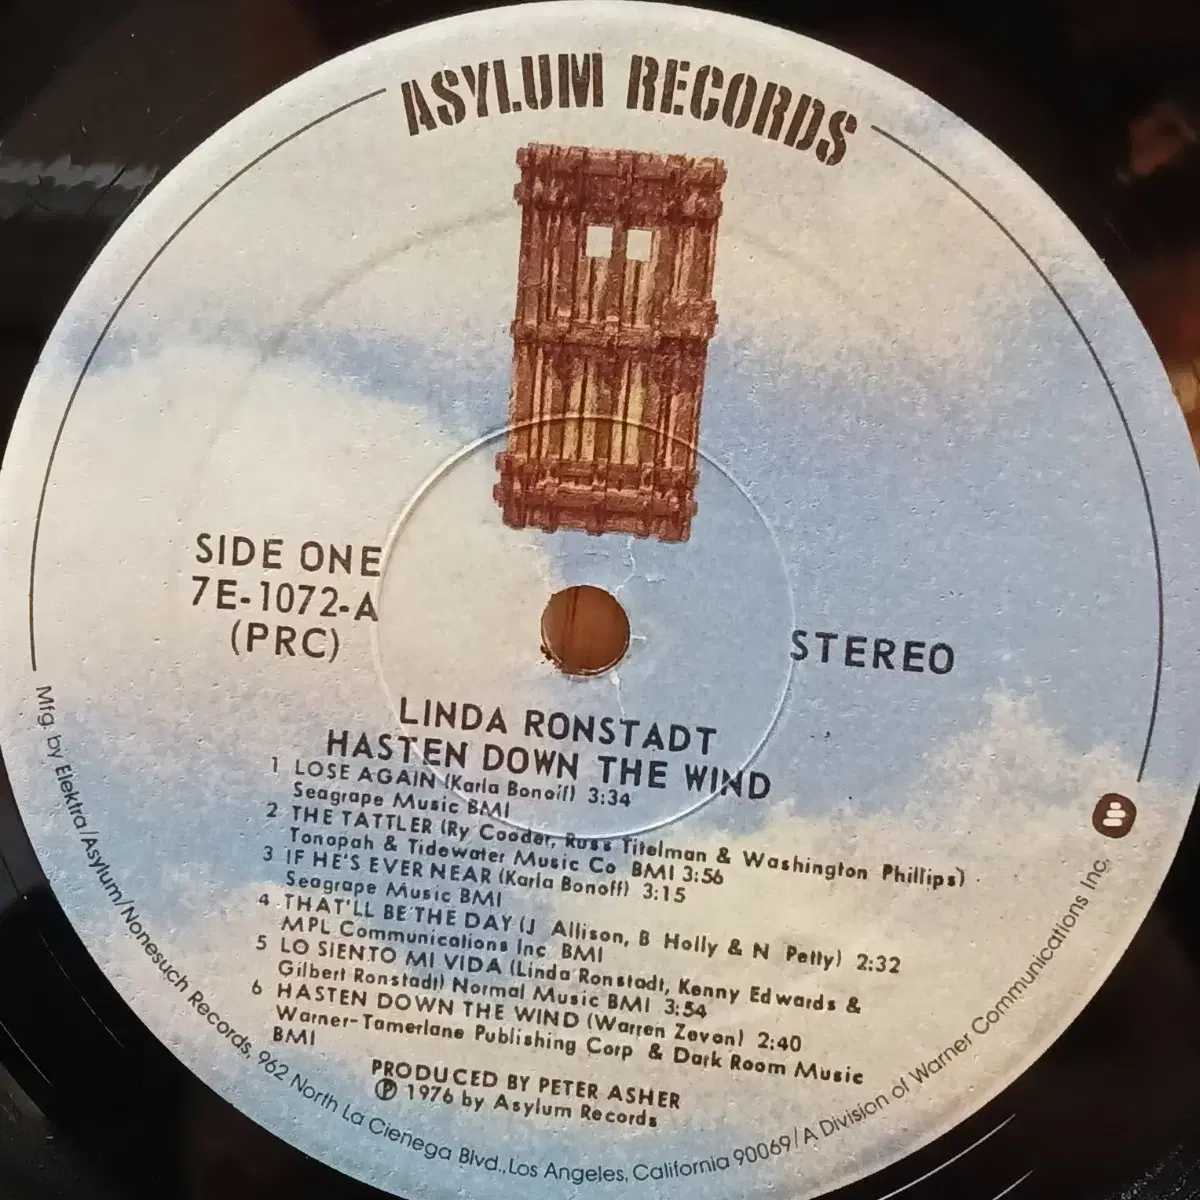 ASYLUM RECORDS
SIDE ONE
7E-1072-A
(PRC)
STEREO
LINDA RONSTADT
HASTEN DOWN THE WIND
1 LOSE AGAIN (Karla Bonoff) 3:34
Seagrape Music BMI
2 THE TATTLER (Ry Cooder, Russ Titelman & Washington Phillips)
Tonopah & Tidewater Music Co BMI 3:56
3 IF HE'S EVER NEAR (Karla Bonoff) 3:15
Seagrape Music BMI
4 THAT'LL BE THE DAY (J Allison, B Holly & N Petty) 2:32
MPL Communications Inc BMI
5 LO SIENTO MI VIDA (Linda Ronstadt, Kenny Edwards &
Gilbert Ronstadt) Normal Music BMI 3:54
6 HASTEN DOWN THE WIND (Warren Zevon) 2:40
Warner-Tamerlane Publishing Corp & Dark Room Music
BMI
PRODUCED BY PETER ASHER
℗ 1976 by Asylum Records
Mfg. by Elektra/Asylum/Nonesuch Records, 962 North La Cienega Blvd., Los Angeles, California 90069/A Division of Warner Communications Inc.